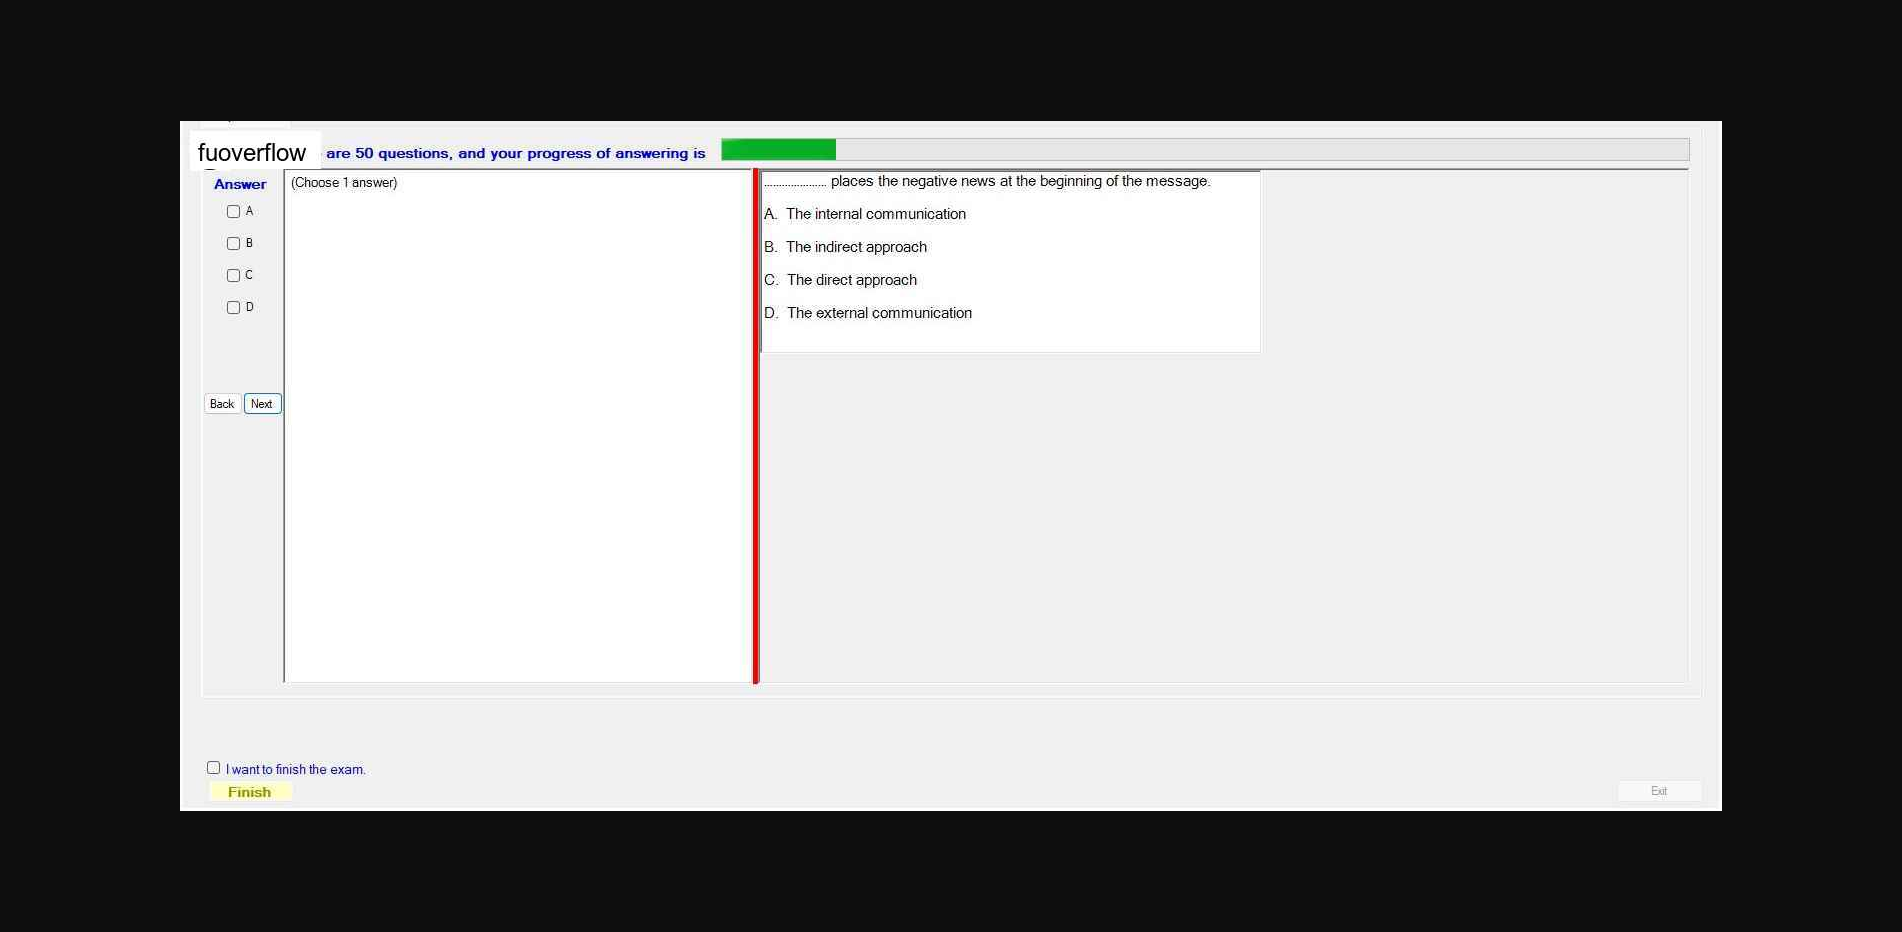 fuoverflow are 50 questions, and your progress of answering is
Answer
A
B
C
D
Back Next
(Choose 1 answer)
..................... places the negative news at the beginning of the message.
A. The internal communication
B. The indirect approach
C. The direct approach
D. The external communication
I want to finish the exam.
Finish
Exit